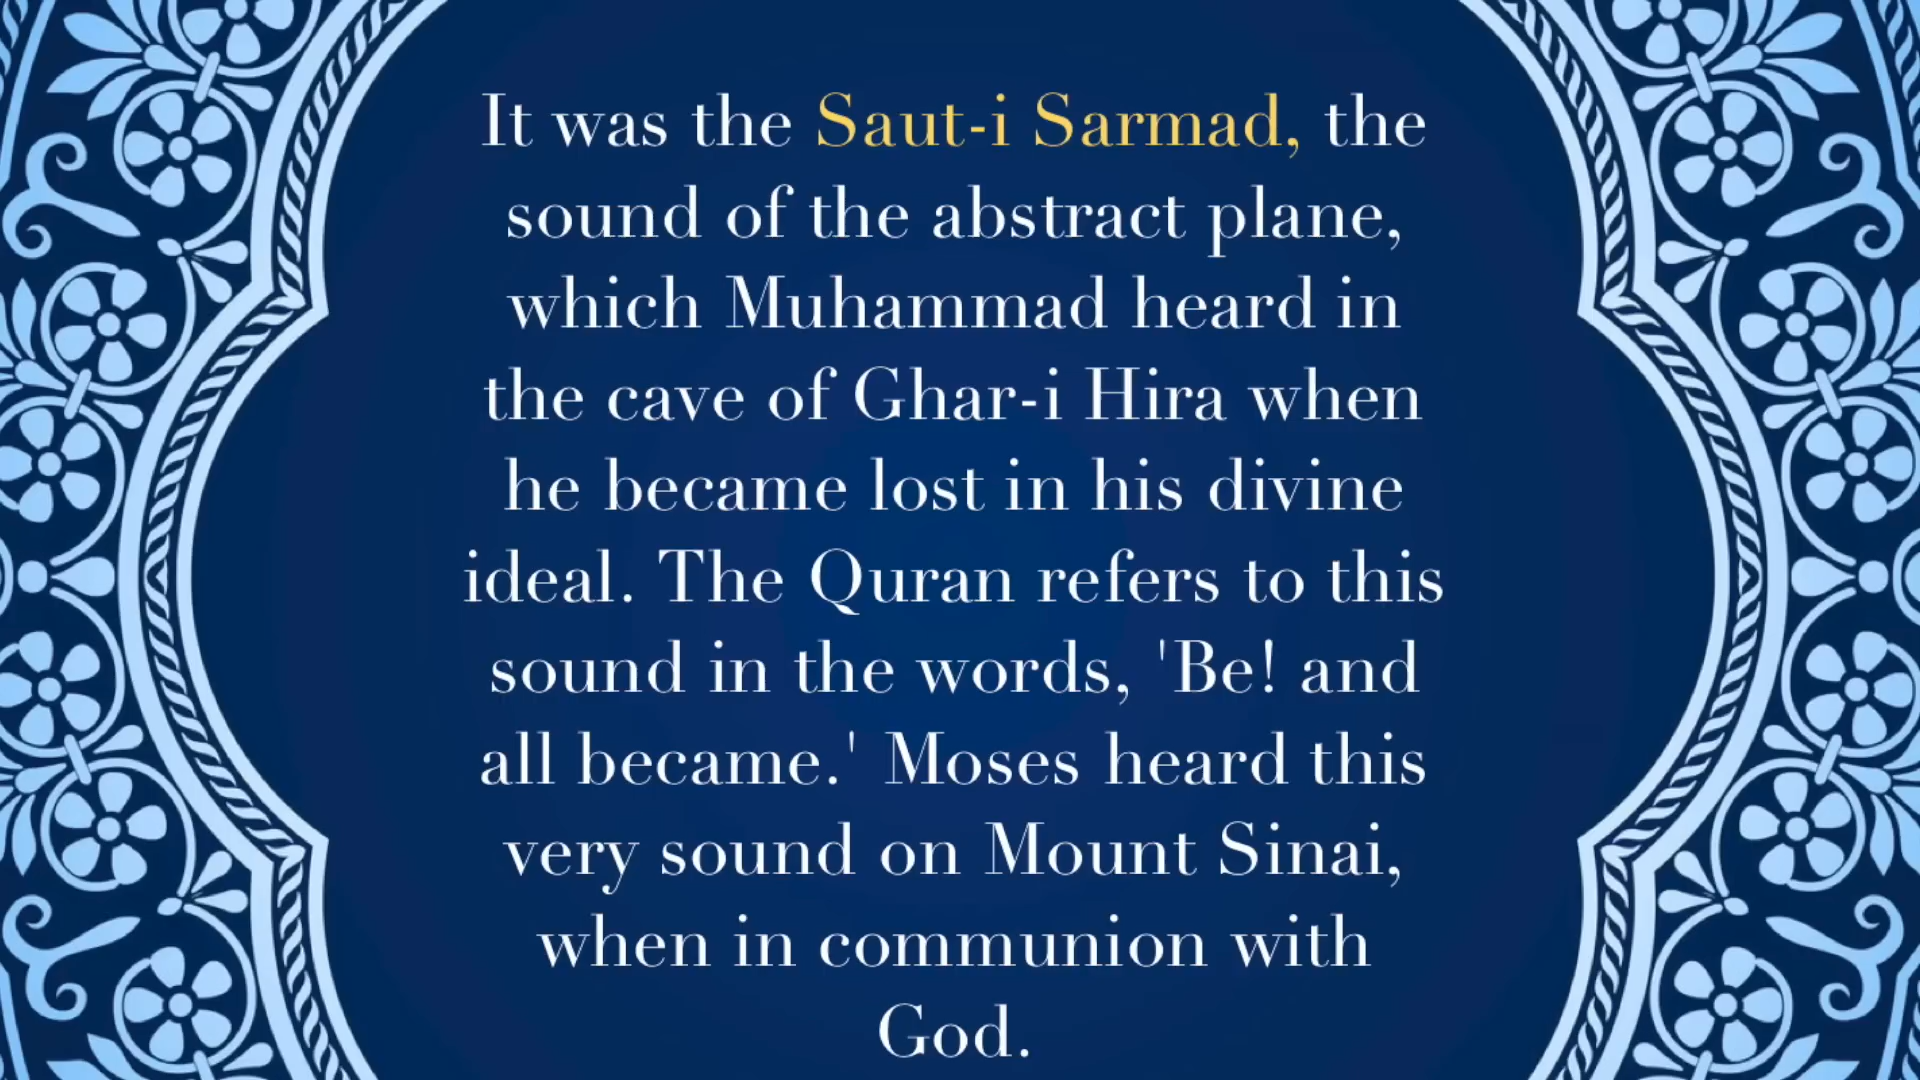 It was the Saut-i Sarmad, the
sound of the abstract plane,
which Muhammad heard in
the cave of Ghar-i Hira when
he became lost in his divine
ideal. The Quran refers to this
sound in the words, 'Be! and
all became.' Moses heard this
very sound on Mount Sinai,
when in communion with
God.